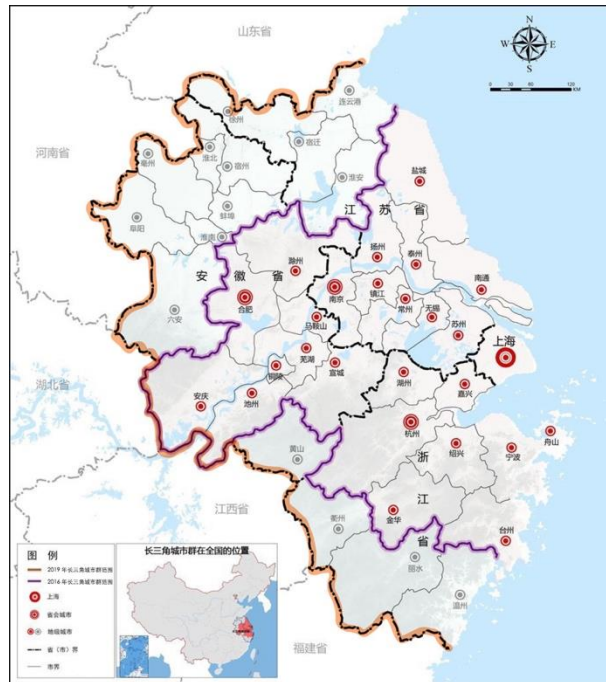 山东省
N
W
E
S
0
30
60
120
KM
连云港
徐州
河南省
宿迁
淮北
亳州
宿州
淮安
盐城
蚌埠
江苏省
阜阳
淮南
扬州
泰州
安徽省
滁州
南通
南京
镇江
合肥
常州
无锡
六安
马鞍山
苏州
上海
芜湖
宣城
湖州
嘉兴
铜陵
湖北省
安庆
池州
杭州
舟山
浙江省
绍兴
宁波
黄山
江西省
金华
台州
衢州
丽水
温州
福建省
图 例
2019 年长三角城市群范围
2016 年长三角城市群范围
上海
省会城市
地级城市
省（市）界
市界
长三角城市群在全国的位置